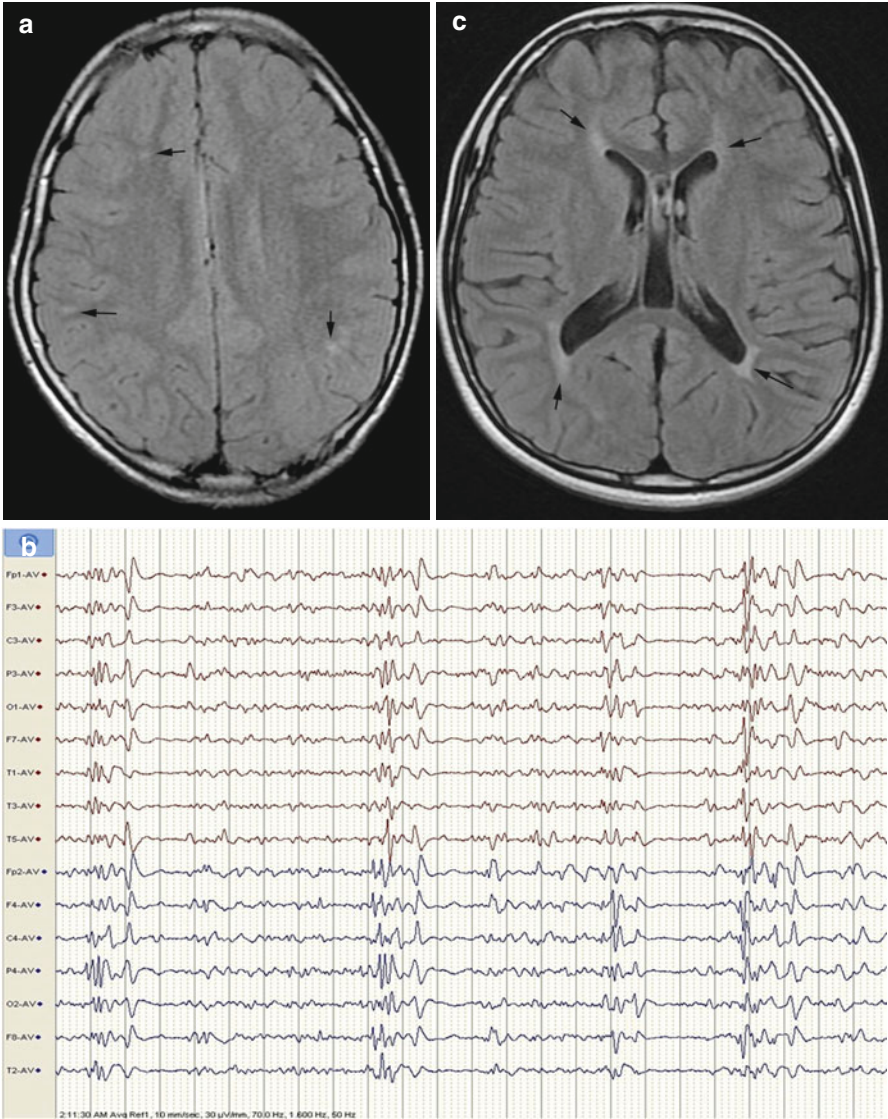 a
c
b
Fp1-AV
F3-AV
C3-AV
P3-AV
O1-AV
F7-AV
T1-AV
T3-AV
T5-AV
Fp2-AV
F4-AV
C4-AV
P4-AV
O2-AV
F8-AV
T2-AV
2:11:30 AM Avg Ref1, 10 mm/sec, 30 µV/mm, 70.0 Hz, 1.600 Hz, 50 Hz